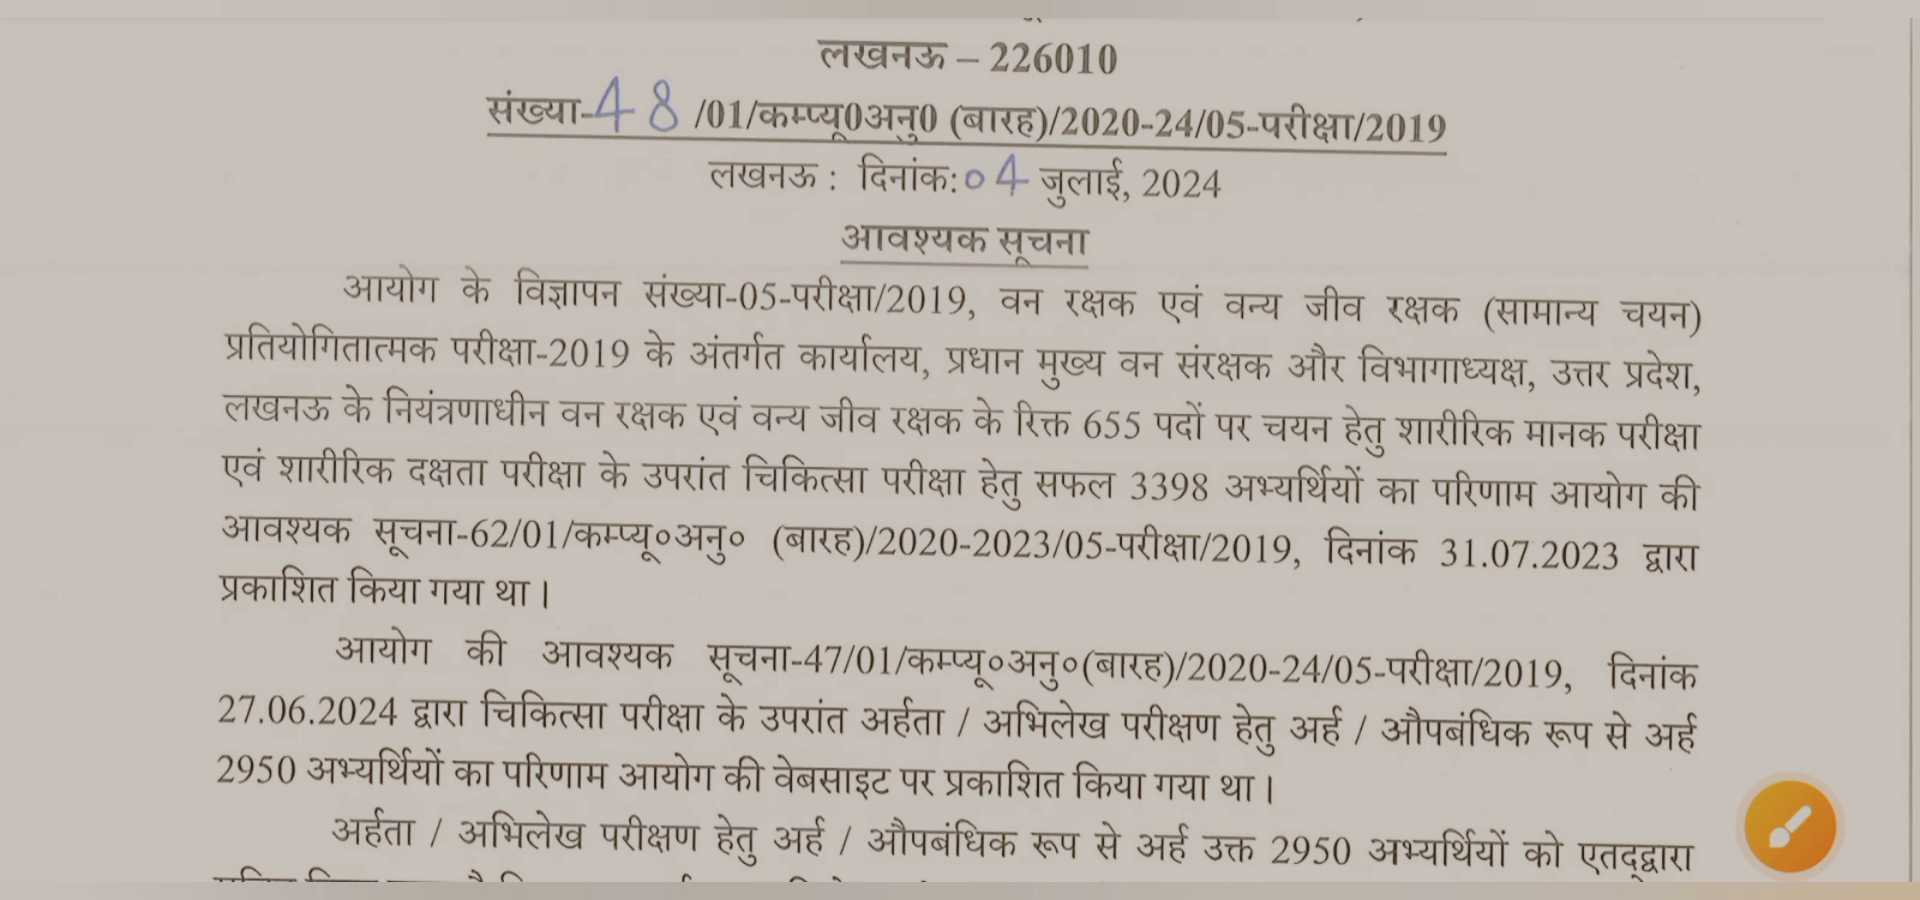 लखनऊ – 226010
संख्या-48 /01/कम्प्यू0अनु0 (बारह)/2020-24/05-परीक्षा/2019
लखनऊ : दिनांक:04 जुलाई, 2024
आवश्यक सूचना
आयोग के विज्ञापन संख्या-05-परीक्षा/2019, वन रक्षक एवं वन्य जीव रक्षक (सामान्य चयन)
प्रतियोगितात्मक परीक्षा-2019 के अंतर्गत कार्यालय, प्रधान मुख्य वन संरक्षक और विभागाध्यक्ष, उत्तर प्रदेश,
लखनऊ के नियंत्रणाधीन वन रक्षक एवं वन्य जीव रक्षक के रिक्त 655 पदों पर चयन हेतु शारीरिक मानक परीक्षा
एवं शारीरिक दक्षता परीक्षा के उपरांत चिकित्सा परीक्षा हेतु सफल 3398 अभ्यर्थियों का परिणाम आयोग की
आवश्यक सूचना-62/01/कम्प्यू०अनु० (बारह)/2020-2023/05-परीक्षा/2019, दिनांक 31.07.2023 द्वारा
प्रकाशित किया गया था।
आयोग की आवश्यक सूचना-47/01/कम्प्यू०अनु०(बारह)/2020-24/05-परीक्षा/2019, दिनांक
27.06.2024 द्वारा चिकित्सा परीक्षा के उपरांत अर्हता / अभिलेख परीक्षण हेतु अर्ह / औपबंधिक रूप से अर्ह
2950 अभ्यर्थियों का परिणाम आयोग की वेबसाइट पर प्रकाशित किया गया था।
अर्हता / अभिलेख परीक्षण हेतु अर्ह / औपबंधिक रूप से अर्ह उक्त 2950 अभ्यर्थियों को एतद्द्वारा